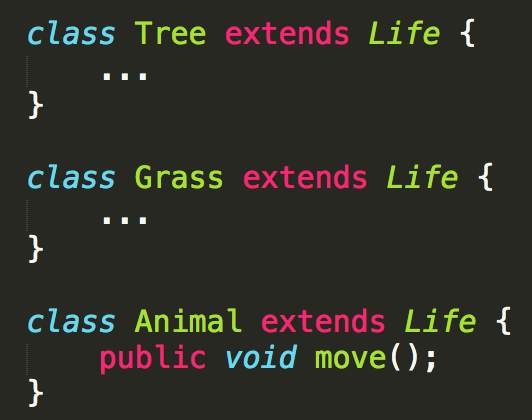 class Tree extends Life {
    ...
}
class Grass extends Life {
    ...
}
class Animal extends Life {
    public void move();
}